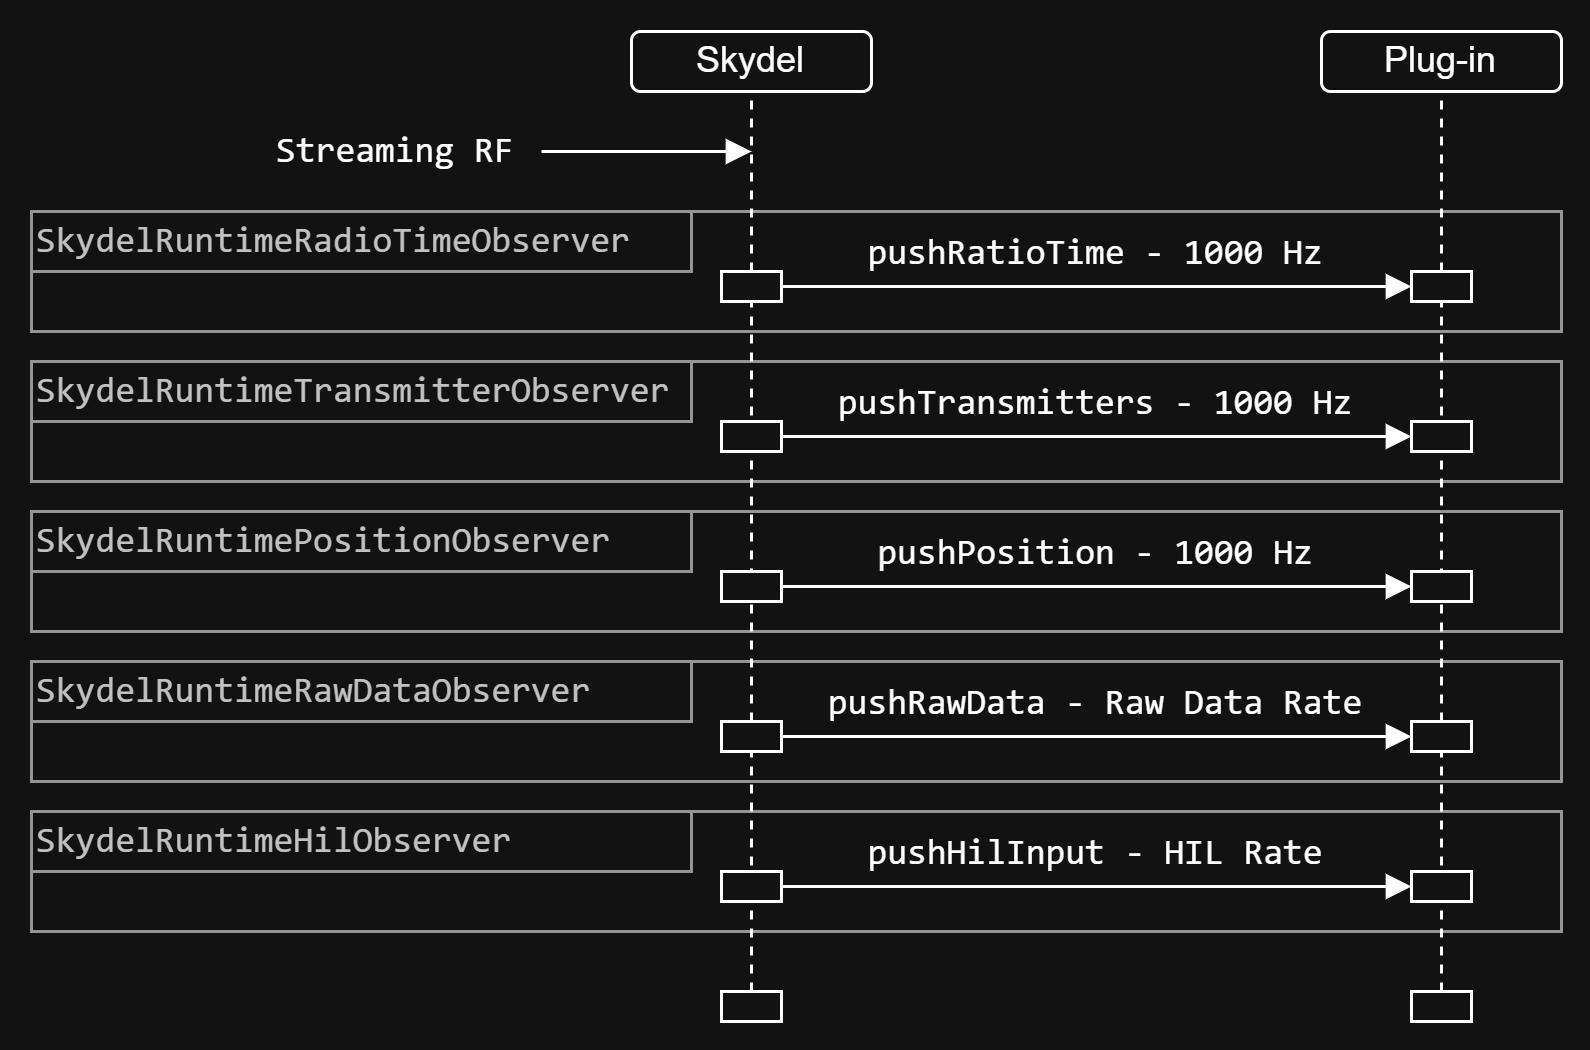 Skydel
Plug-in
Streaming RF
SkydelRuntimeRadioTimeObserver
pushRatioTime - 1000 Hz
SkydelRuntimeTransmitterObserver
pushTransmitters - 1000 Hz
SkydelRuntimePositionObserver
pushPosition - 1000 Hz
SkydelRuntimeRawDataObserver
pushRawData - Raw Data Rate
SkydelRuntimeHilObserver
pushHilInput - HIL Rate